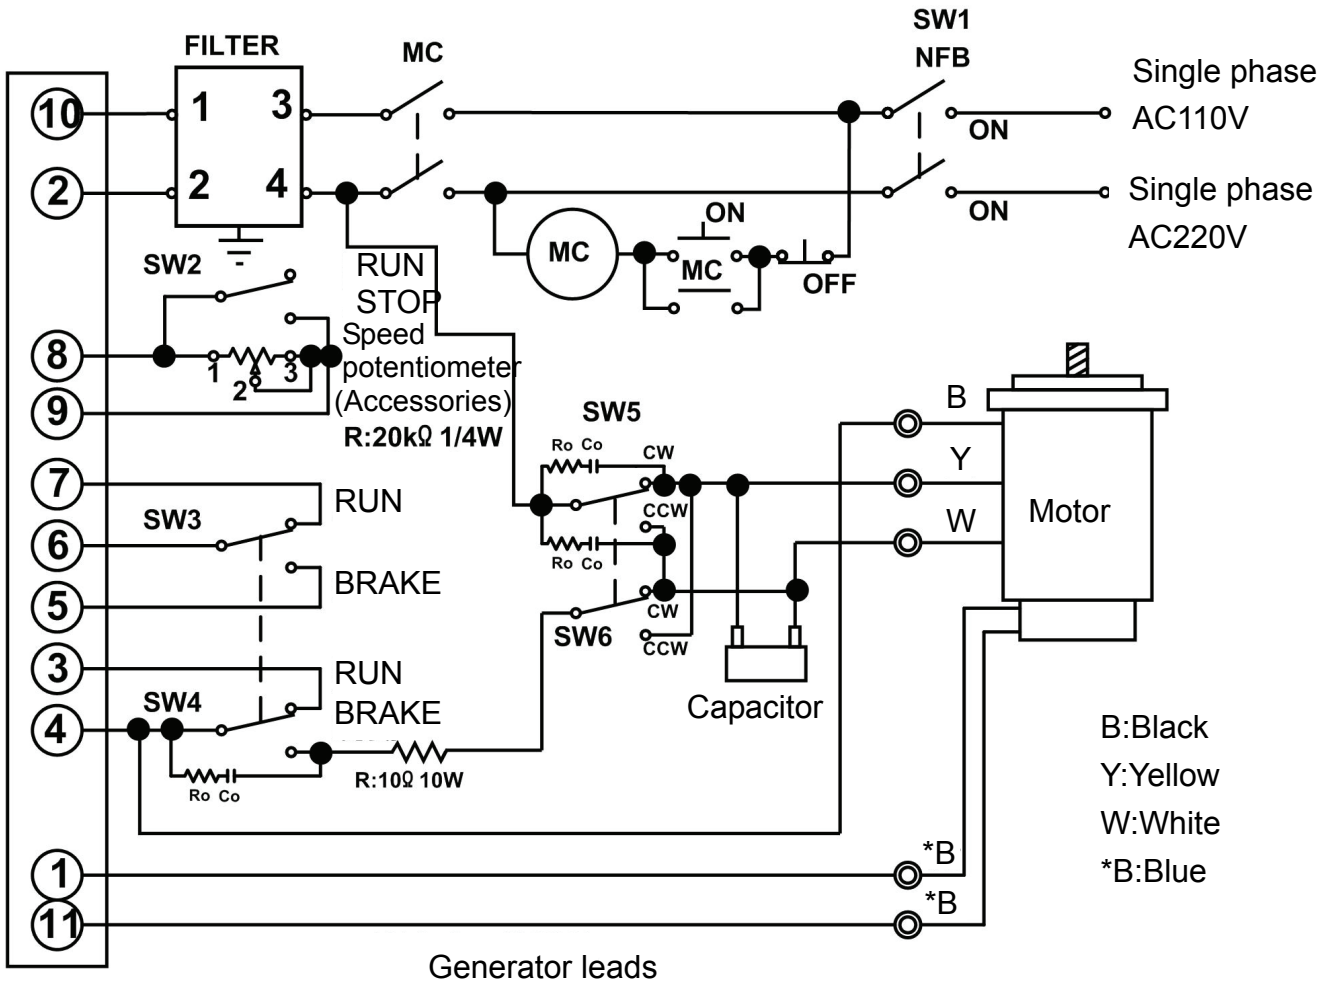 FILTER
MC
SW1
NFB
Single phase
AC110V
10
1
3
ON
2
2
4
Single phase
AC220V
ON
ON
MC
MC
OFF
SW2
RUN
STOP
Speed
potentiometer
(Accessories)
R:20kΩ 1/4W
8
1
2
3
9
SW5
Ro Co
CW
CCW
Ro Co
CW
SW6
CCW
B
Y
W
Motor
Capacitor
7
RUN
SW3
6
BRAKE
5
3
RUN
SW4
BRAKE
4
Ro Co
R:10Ω 10W
B:Black
Y:Yellow
W:White
*B:Blue
1
*B
11
*B
Generator leads